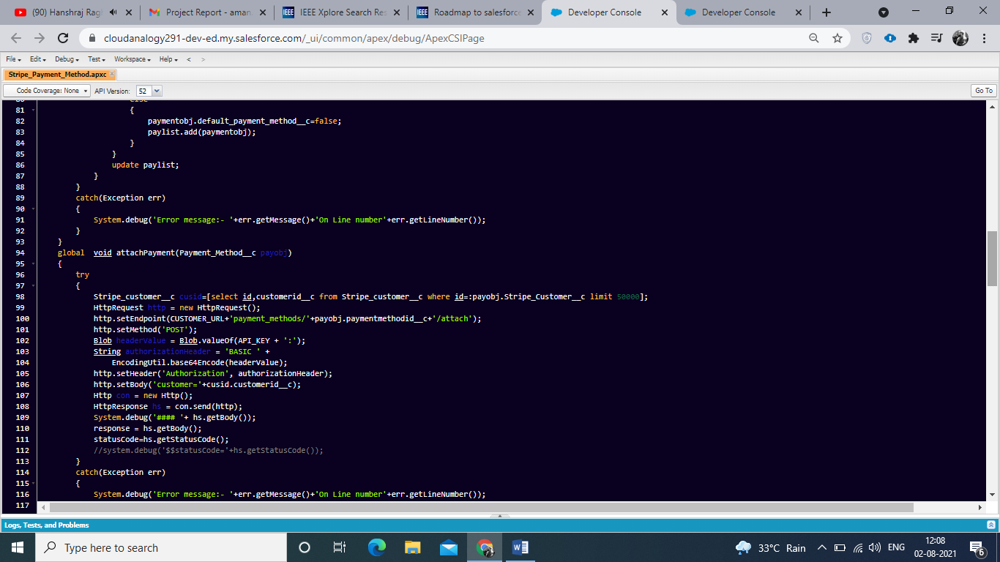 (90) Hanshraj Ragh
Project Report - aman
IEEE Xplore Search Res
Roadmap to salesforce
Developer Console
Developer Console
cloudanalogy291-dev-ed.my.salesforce.com/_ui/common/apex/debug/ApexCSIPage
File Edit Debug Test Workspace Help < >
Stripe_Payment_Method.apxc
Code Coverage: None API Version: 52 Go To
80 else
81 {
82 paymentobj.default_payment_method__c=false;
83 paylist.add(paymentobj);
84 }
85 }
86 update paylist;
87 }
88 }
89 catch(Exception err)
90 {
91 System.debug('Error message:- '+err.getMessage()+'On Line number'+err.getLineNumber());
92 }
93 }
94 global  void attachPayment(Payment_Method__c payobj)
95 {
96 try
97 {
98 Stripe_customer__c cusid=[select id,customerid__c from Stripe_customer__c where id=:payobj.Stripe_Customer__c limit 50000];
99 HttpRequest http = new HttpRequest();
100 http.setEndpoint(CUSTOMER_URL+'payment_methods/'+payobj.paymentmethodid__c+'/attach');
101 http.setMethod('POST');
102 Blob headerValue = Blob.valueOf(API_KEY + ':');
103 String authorizationHeader = 'BASIC ' +
104 EncodingUtil.base64Encode(headerValue);
105 http.setHeader('Authorization', authorizationHeader);
106 http.setBody('customer='+cusid.customerid__c);
107 Http con = new Http();
108 HttpResponse hs = con.send(http);
109 System.debug('#### '+ hs.getBody());
110 response = hs.getBody();
111 statusCode=hs.getStatusCode();
112 //system.debug('$$statusCode='+hs.getStatusCode());
113 }
114 catch(Exception err)
115 {
116 System.debug('Error message:- '+err.getMessage()+'On Line number'+err.getLineNumber());
117
Logs, Tests, and Problems
Type here to search
33°C Rain
ENG
12:08
02-08-2021
6